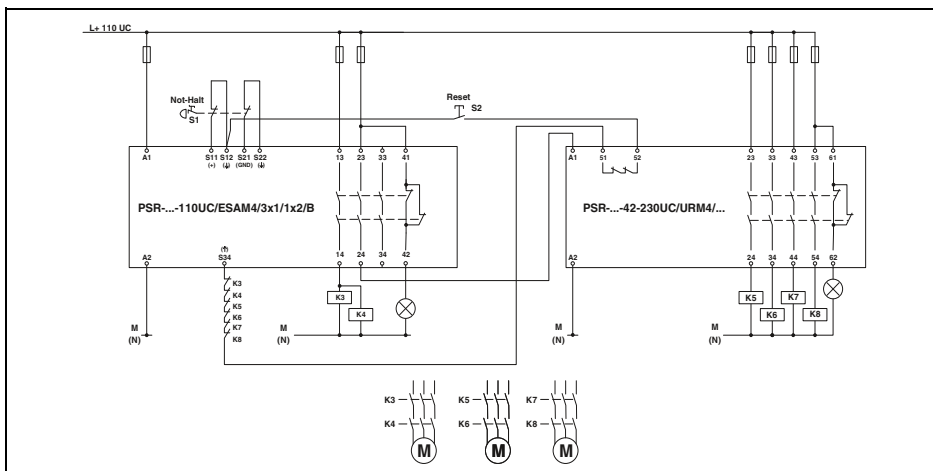 L+ 110 UC
Not-Halt
S1
Reset
S2
A1
S11 S12 S21 S22
(+) (GND)
13 23 33 41
A1 51 52
23 33 43 53 61
PSR-...-110UC/ESAM4/3x1/1x2/B
PSR-...-42-230UC/URM4/...
A2
S34
14 24 34 42
A2
24 34 44 54 62
K3
K4
K5
K6
K7
K8
K3
K4
K5
K6
K7
K8
M
(N)
M
(N)
M
(N)
M
(N)
K3
K4
K5
K6
K7
K8
M
M
M